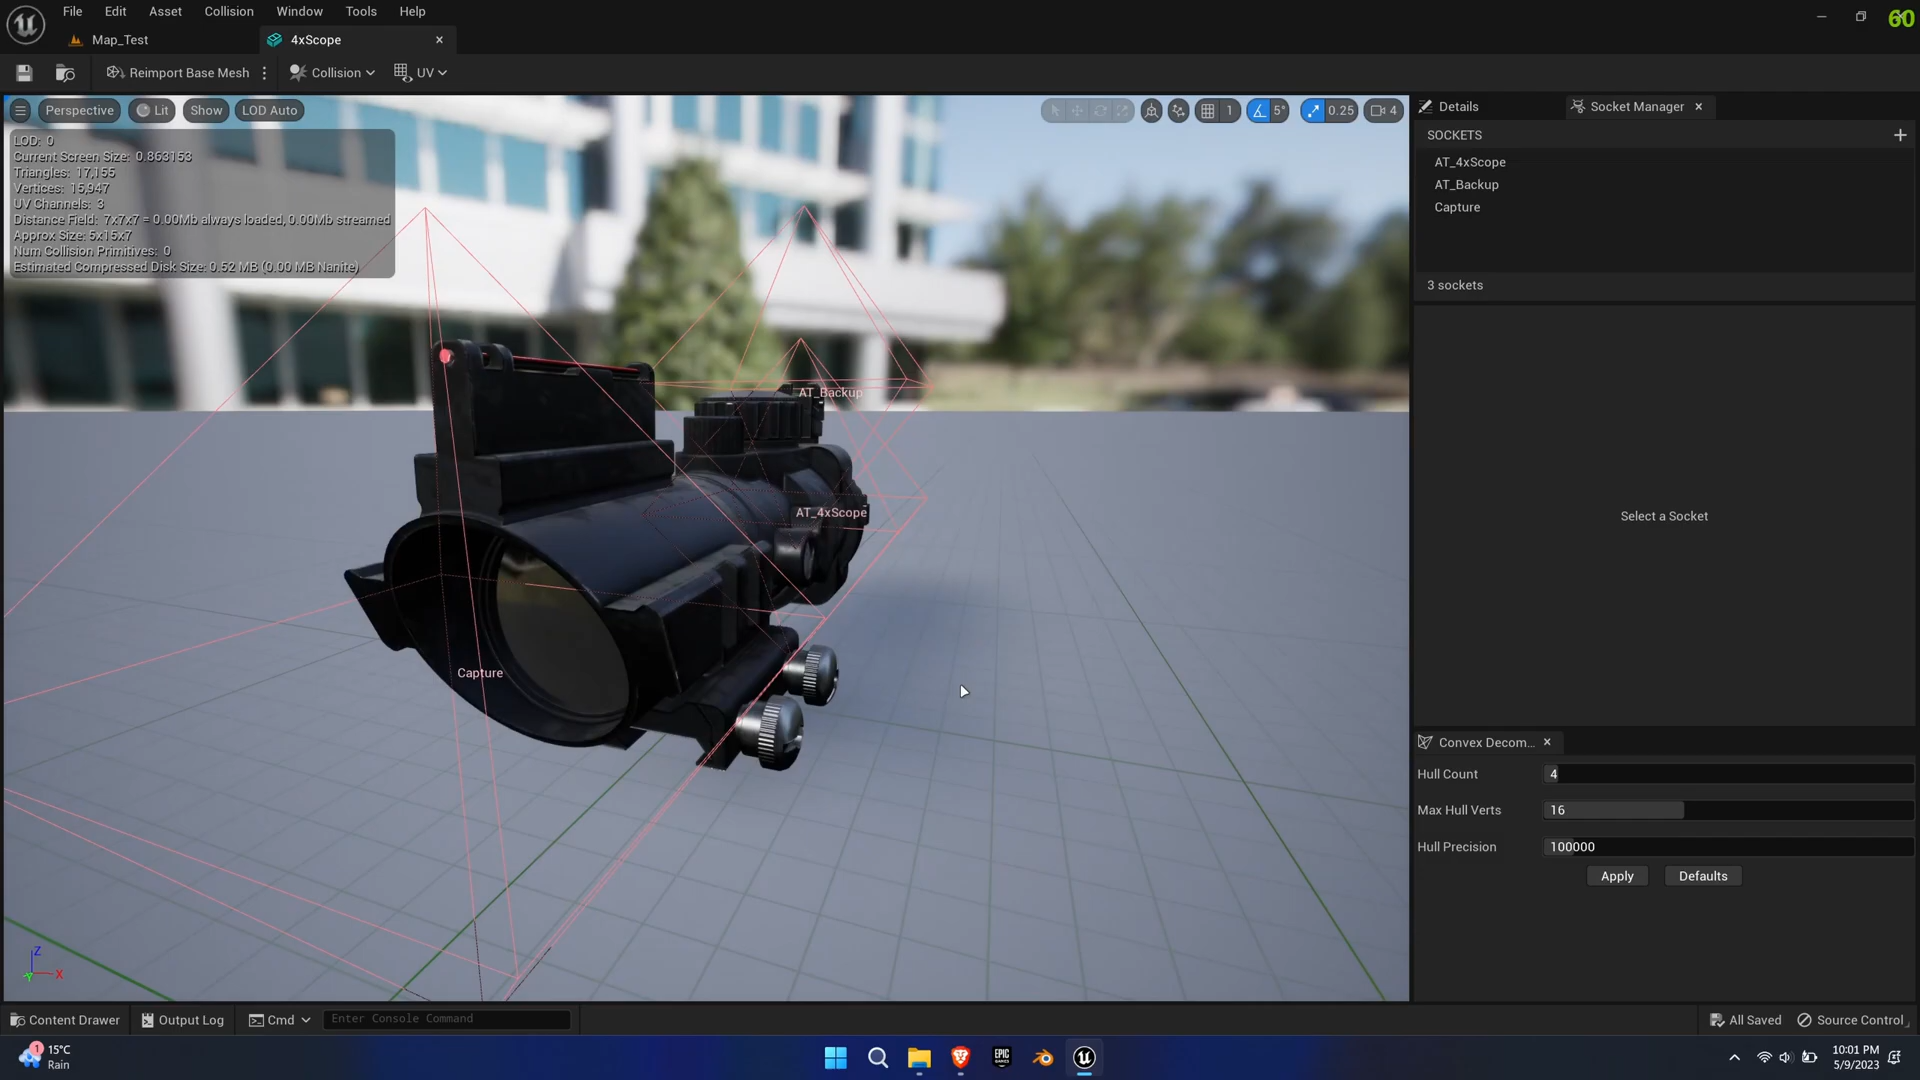 File Edit Asset Collision Window Tools Help
60
Map_Test
4xScope
Reimport Base Mesh
Collision
UV
Perspective
Lit
Show
LOD Auto
1
5°
0.25
4
LOD: 0
Current Screen Size: 0.863153
Triangles: 17,155
Vertices: 15,947
UV Channels: 3
Distance Field: 7x7x7 = 0.00Mb always loaded, 0.00Mb streamed
Approx Size: 5x15x7
Num Collision Primitives: 0
Estimated Compressed Disk Size: 0.52 MB (0.00 MB Nanite)
AT_Backup
AT_4xScope
Capture
Z
Y
X
Details
Socket Manager
SOCKETS
AT_4xScope
AT_Backup
Capture
3 sockets
Select a Socket
Convex Decom...
Hull Count 4
Max Hull Verts 16
Hull Precision 100000
Apply
Defaults
Content Drawer
Output Log
Cmd
Enter Console Command
All Saved
Source Control
1
15°C
Rain
EPIC
GAMES
10:01 PM
5/9/2023